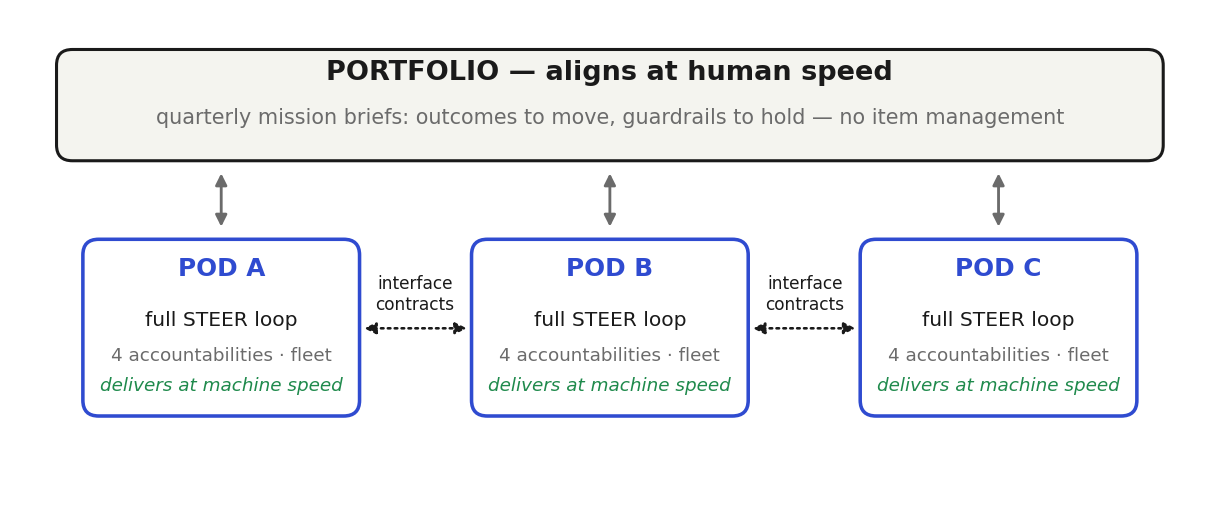 PORTFOLIO — aligns at human speed
quarterly mission briefs: outcomes to move, guardrails to hold — no item management
POD A
full STEER loop
4 accountabilities · fleet
delivers at machine speed
interface
contracts
POD B
full STEER loop
4 accountabilities · fleet
delivers at machine speed
interface
contracts
POD C
full STEER loop
4 accountabilities · fleet
delivers at machine speed